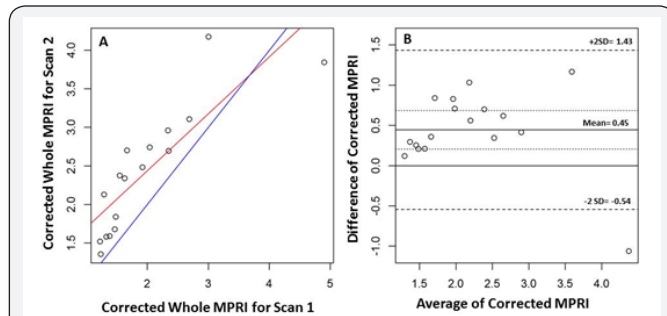 A
Corrected Whole MPRI for Scan 2
4.0
3.5
3.0
2.5
2.0
1.5
2
3
4
5
Corrected Whole MPRI for Scan 1
B
Difference of Corrected MPRI
1.5
1.0
0.5
0.0
-0.5
-1.0
+2SD= 1.43
Mean= 0.45
-2 SD= -0.54
1.5
2.0
2.5
3.0
3.5
4.0
Average of Corrected MPRI